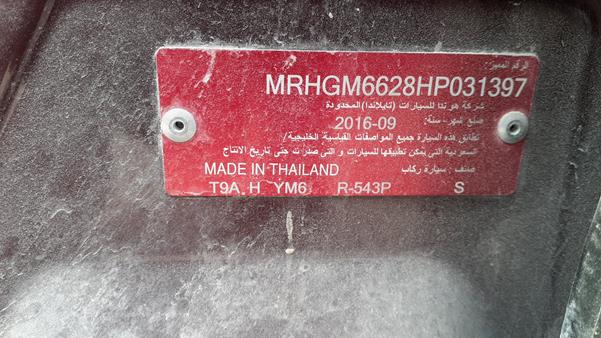 الرقم المميز:
MRHGM6628HP031397
شركة هوندا للسيارات (تايلاندا) المحدودة
صنع شهر- سنة: 2016-09
تطابق هذه السيارة جميع المواصفات القياسية الخليجية/
السعودية التي يمكن تطبيقها للسيارات و التي صدرت حتى تاريخ الانتاج
صنف : سيارة ركاب MADE IN THAILAND
T9A H YM6 R-543P S